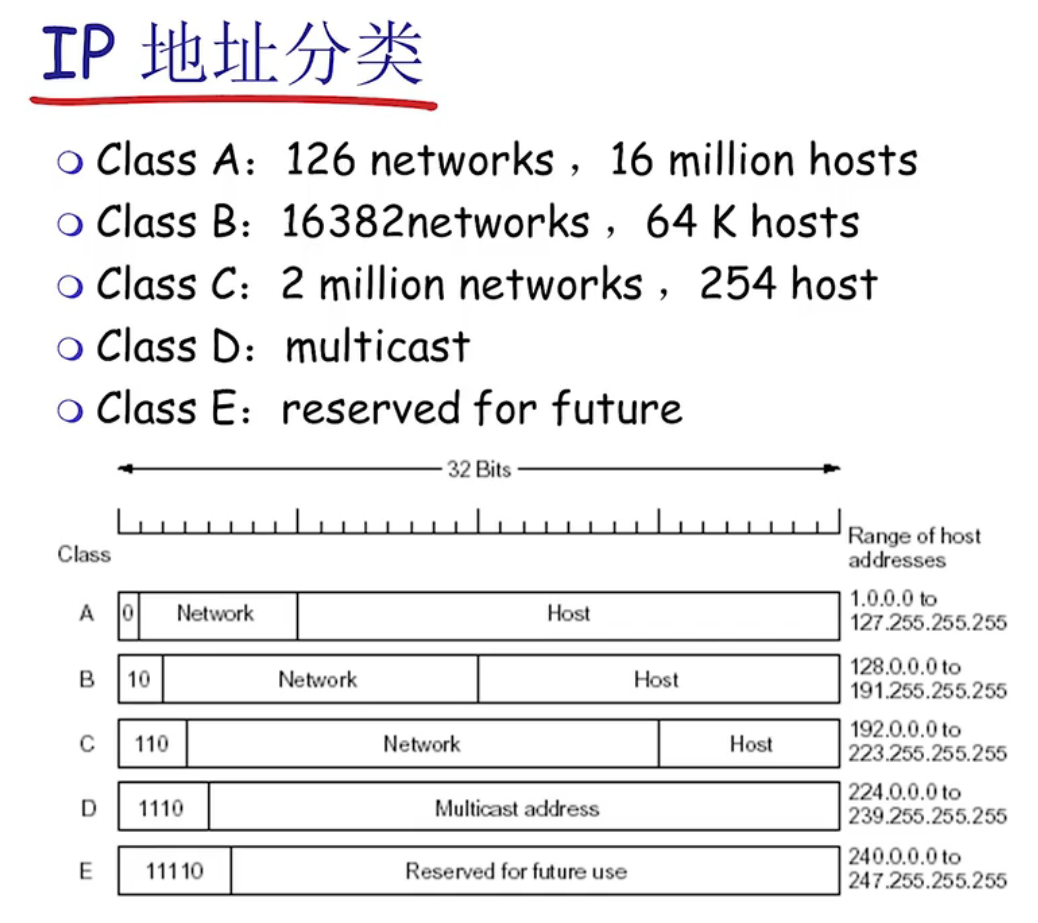 IP 地址分类
Class A：126 networks ，16 million hosts
Class B：16382networks ，64 K hosts
Class C：2 million networks ，254 host
Class D：multicast
Class E：reserved for future
32 Bits
Class
Range of host
addresses
A 0 Network Host 1.0.0.0 to
127.255.255.255
B 10 Network Host 128.0.0.0 to
191.255.255.255
C 110 Network Host 192.0.0.0 to
223.255.255.255
D 1110 Multicast address 224.0.0.0 to
239.255.255.255
E 11110 Reserved for future use 240.0.0.0 to
247.255.255.255